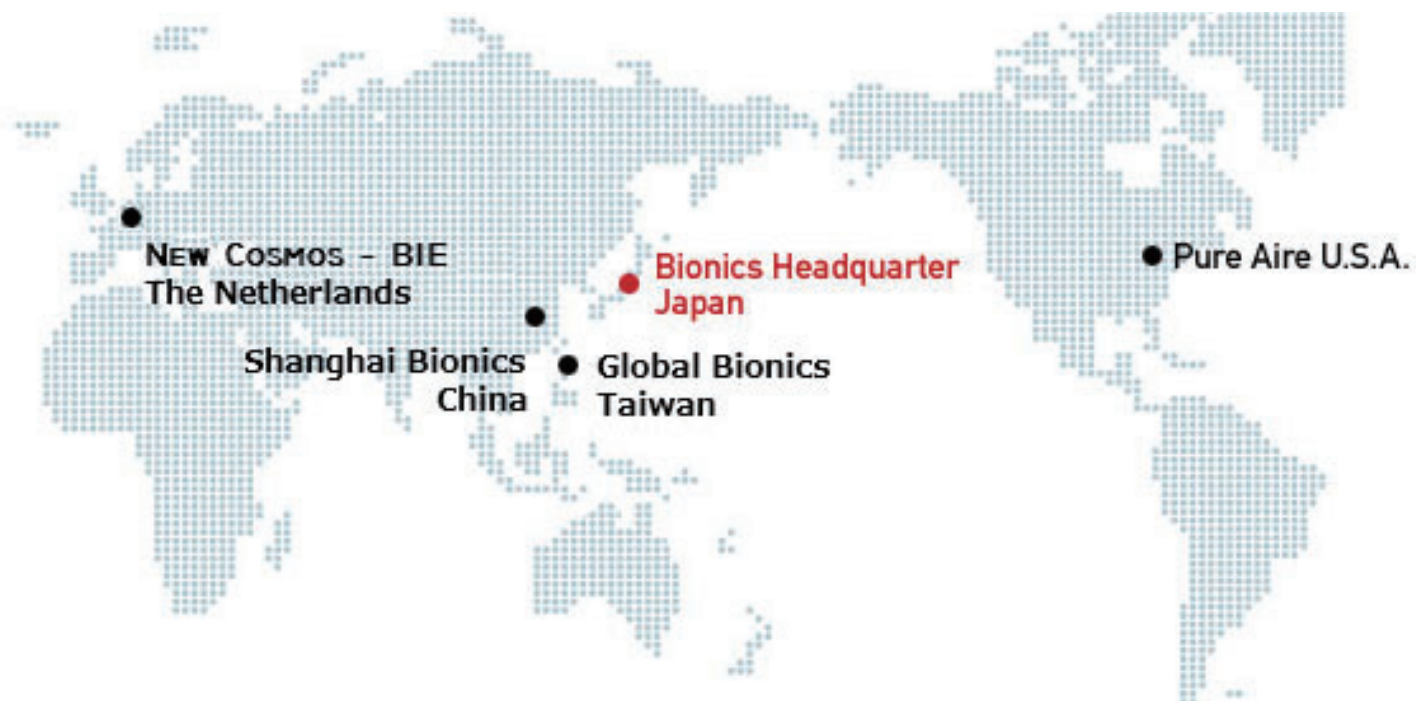 NEW COSMOS - BIE
The Netherlands
Bionics Headquarter
Japan
Pure Aire U.S.A.
Shanghai Bionics
China
Global Bionics
Taiwan